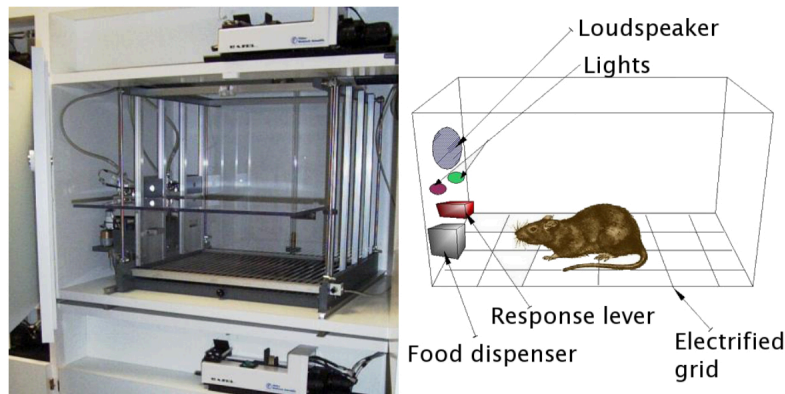 Loudspeaker
Lights
Response lever
Food dispenser
Electrified
grid